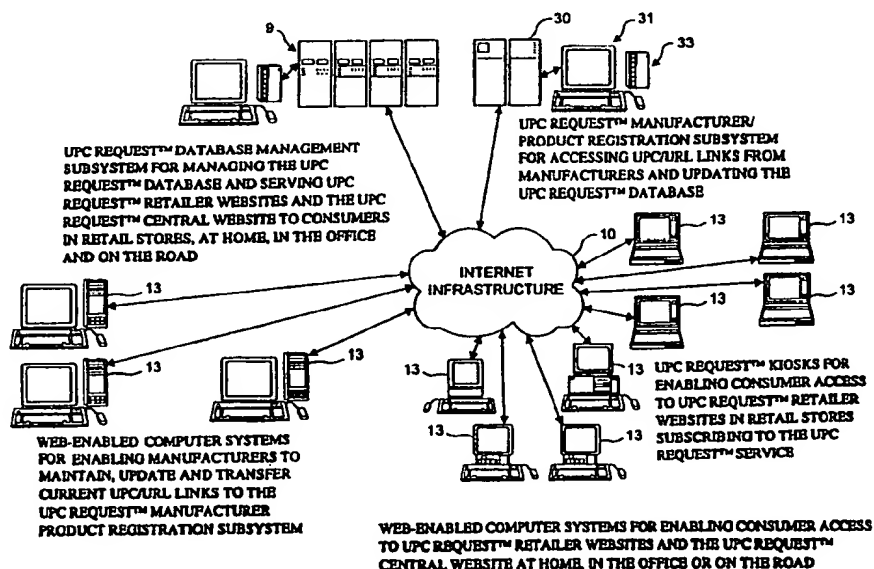 9
30
31
33
UPC REQUEST™ DATABASE MANAGEMENT
SUBSYSTEM FOR MANAGING THE UPC
REQUEST™ DATABASE AND SERVING UPC
REQUEST™ RETAILER WEBSITES AND THE UPC
REQUEST™ CENTRAL WEBSITE TO CONSUMERS
IN RETAIL STORES, AT HOME, IN THE OFFICE
AND ON THE ROAD
UPC REQUEST™ MANUFACTURER/
PRODUCT REGISTRATION SUBSYSTEM
FOR ACCESSING UPC/URL LINKS FROM
MANUFACTURERS AND UPDATING THE
UPC REQUEST™ DATABASE
10
INTERNET
INFRASTRUCTURE
13
13
13
13
13
13
13
WEB-ENABLED COMPUTER SYSTEMS
FOR ENABLING MANUFACTURERS TO
MAINTAIN, UPDATE AND TRANSFER
CURRENT UPC/URL LINKS TO THE
UPC REQUEST™ MANUFACTURER
PRODUCT REGISTRATION SUBSYSTEM
13
13
13
13
UPC REQUEST™ KIOSKS FOR
ENABLING CONSUMER ACCESS
TO UPC REQUEST™ RETAILER
WEBSITES IN RETAIL STORES
SUBSCRIBING TO THE UPC
REQUEST™ SERVICE
WEB-ENABLED COMPUTER SYSTEMS FOR ENABLING CONSUMER ACCESS
TO UPC REQUEST™ RETAILER WEBSITES AND THE UPC REQUEST™
CENTRAL WEBSITE AT HOME, IN THE OFFICE OR ON THE ROAD